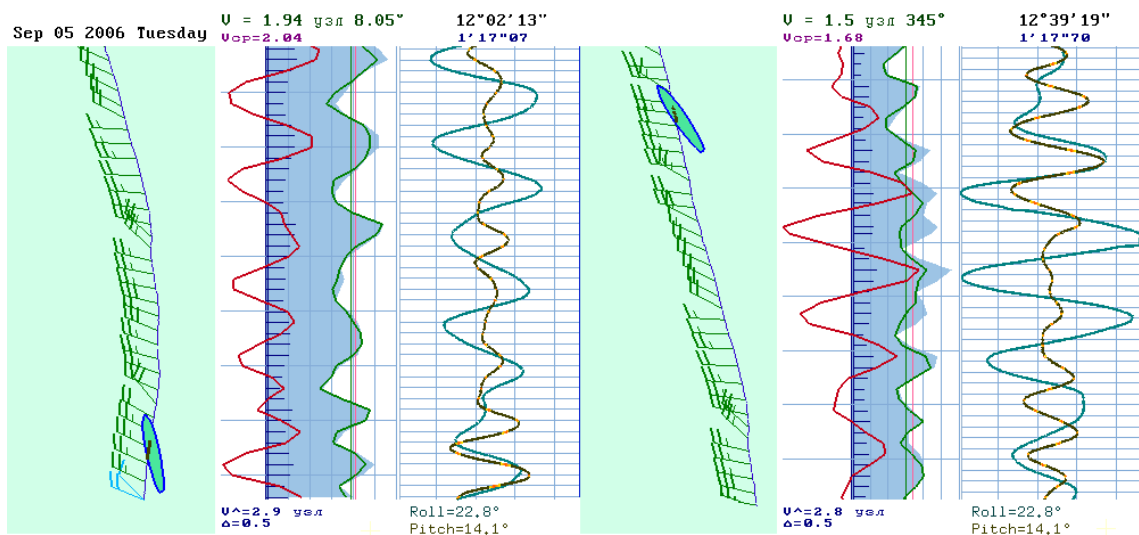 Sep 05 2006 Tuesday
V = 1.94 узл 8.05°
Vср=2.04
12°02'13"
1'17"07
V^=2.9 узл
Δ=0.5
Roll=22.8°
Pitch=14.1°
V = 1.5 узл 345°
Vср=1.68
12°39'19"
1'17"70
V^=2.8 узл
Δ=0.5
Roll=22.8°
Pitch=14.1°